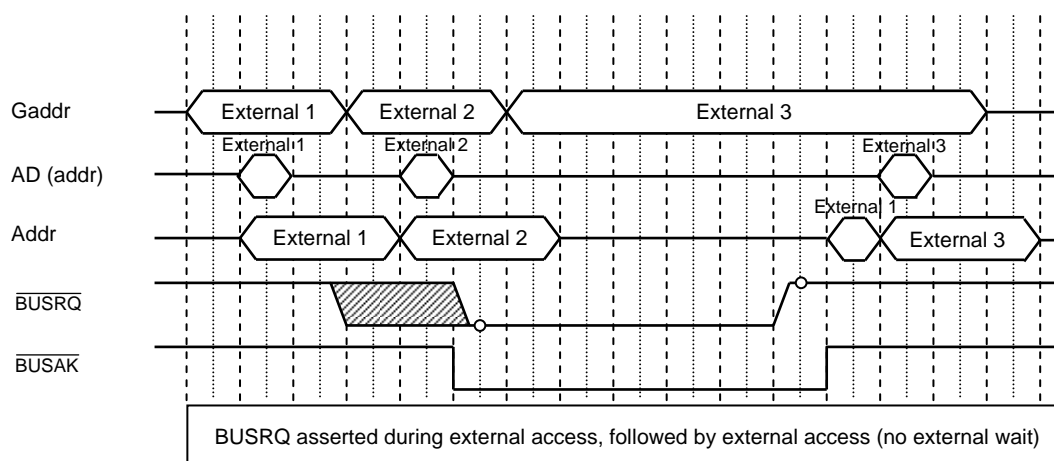 Gaddr External 1 External 2 External 3
External 1 External 2 External 3
AD (addr)
External 1
Addr External 1 External 2 External 3
BUSRQ
BUSAK
BUSRQ asserted during external access, followed by external access (no external wait)